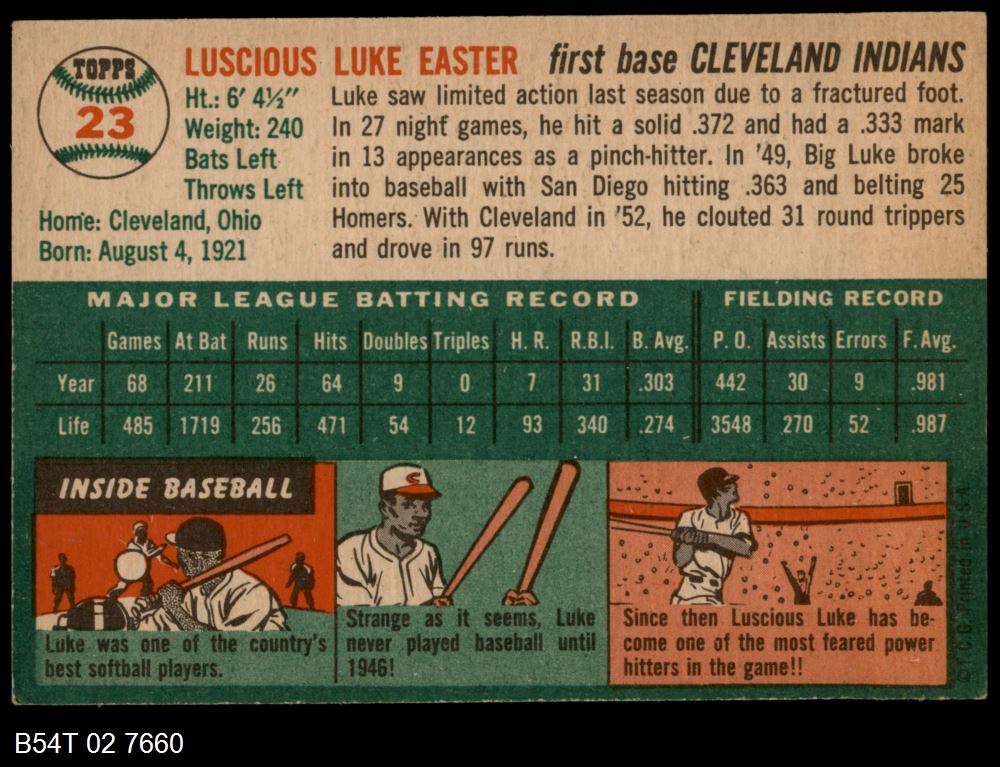 TOPPS
23
LUSCIOUS LUKE EASTER first base CLEVELAND INDIANS
Ht.: 6' 4½"
Weight: 240
Bats Left
Throws Left
Home: Cleveland, Ohio
Born: August 4, 1921
Luke saw limited action last season due to a fractured foot.
In 27 night games, he hit a solid .372 and had a .333 mark
in 13 appearances as a pinch-hitter. In '49, Big Luke broke
into baseball with San Diego hitting .363 and belting 25
Homers. With Cleveland in '52, he clouted 31 round trippers
and drove in 97 runs.
MAJOR LEAGUE BATTING RECORD FIELDING RECORD
Games At Bat Runs Hits Doubles Triples H. R. R.B.I. B. Avg. P. O. Assists Errors F. Avg.
Year 68 211 26 64 9 0 7 31 .303 442 30 9 .981
Life 485 1719 256 471 54 12 93 340 .274 3548 270 52 .987
INSIDE BASEBALL
Luke was one of the country's
best softball players.
C
Strange as it seems, Luke
never played baseball until
1946!
Since then Luscious Luke has be-
come one of the most feared power
hitters in the game!!
© T. C. G. Printed in U. S. A.
B54T 02 7660